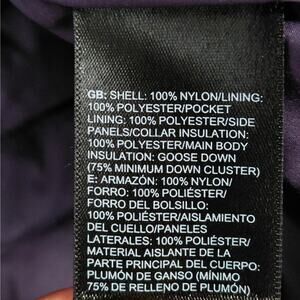 GB: SHELL: 100% NYLON/LINING:
100% POLYESTER/POCKET
LINING: 100% POLYESTER/SIDE
PANELS/COLLAR INSULATION:
100% POLYESTER/MAIN BODY
INSULATION: GOOSE DOWN
(75% MINIMUM DOWN CLUSTER)
E: ARMAZÓN: 100% NYLON/
FORRO: 100% POLIÉSTER/
FORRO DEL BOLSILLO:
100% POLIÉSTER/AISLAMIENTO
DEL CUELLO/PANELES
LATERALES: 100% POLIÉSTER/
MATERIAL AISLANTE DE LA
PARTE PRINCIPAL DEL CUERPO:
PLUMÓN DE GANSO (MÍNIMO
75% DE RELLENO DE PLUMÓN)